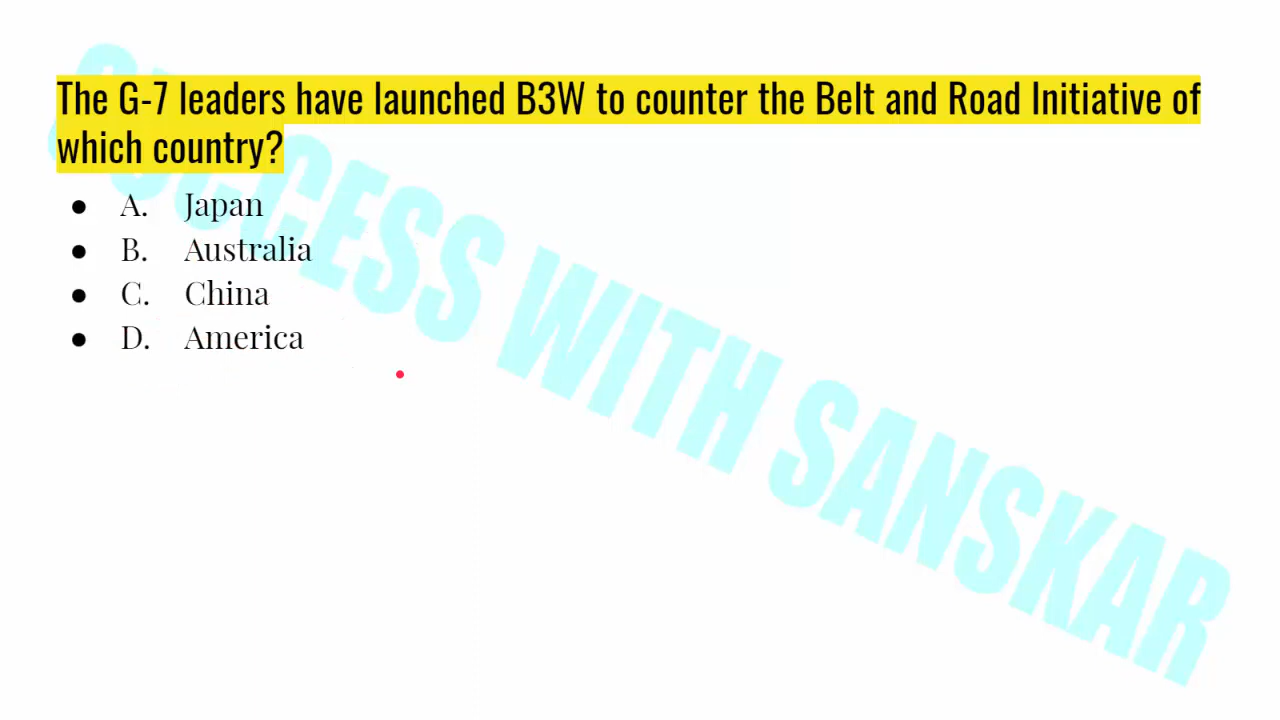 The G-7 leaders have launched B3W to counter the Belt and Road Initiative of
which country?
● A. Japan
● B. Australia
● C. China
● D. America
SUCCESS WITH SANSKAR